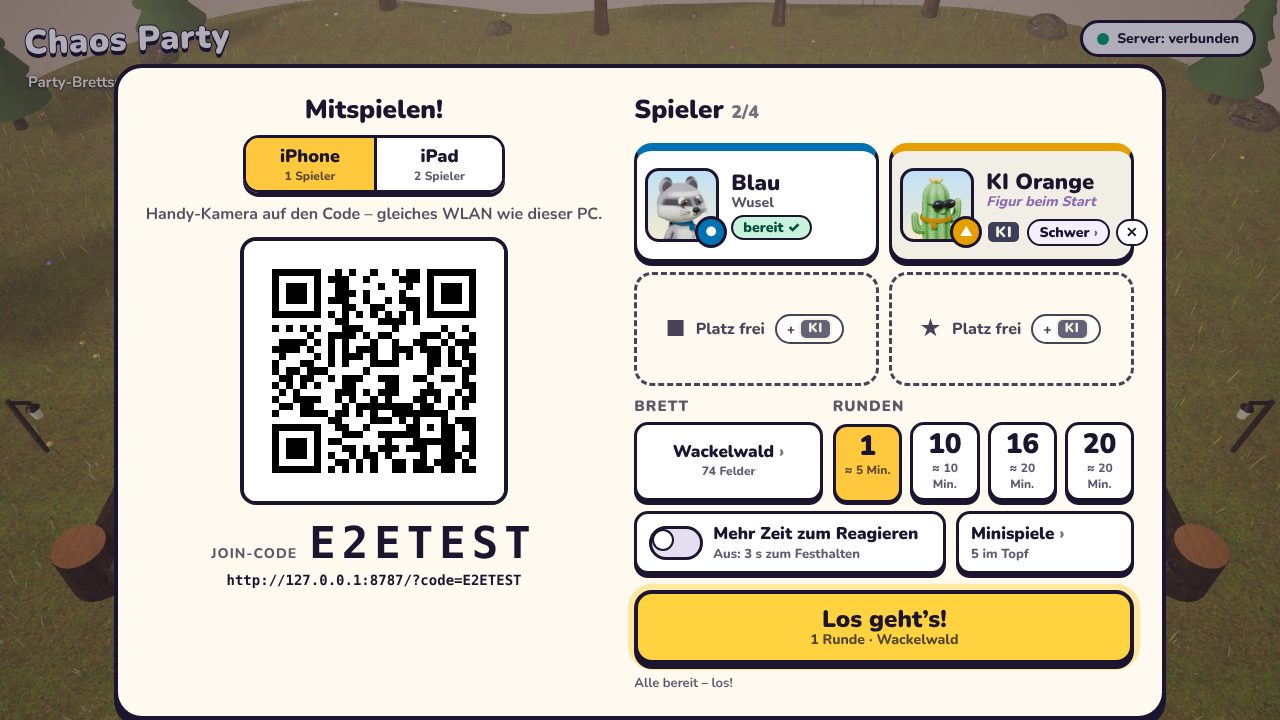 Chaos Party
Server: verbunden
Party-Bretts
Mitspielen!
iPhone
1 Spieler
iPad
2 Spieler
Handy-Kamera auf den Code – gleiches WLAN wie dieser PC.
JOIN-CODE E2ETEST
http://127.0.0.1:8787/?code=E2ETEST
Spieler 2/4
Blau
Wusel
bereit ✓
KI Orange
Figur beim Start
KI Schwer › ✕
■ Platz frei + KI
★ Platz frei + KI
BRETT
Wackelwald ›
74 Felder
RUNDEN
1
≈ 5 Min.
10
≈ 10
Min.
16
≈ 20
Min.
20
≈ 20
Min.
Mehr Zeit zum Reagieren
Aus: 3 s zum Festhalten
Minispiele ›
5 im Topf
Los geht’s!
1 Runde · Wackelwald
Alle bereit – los!